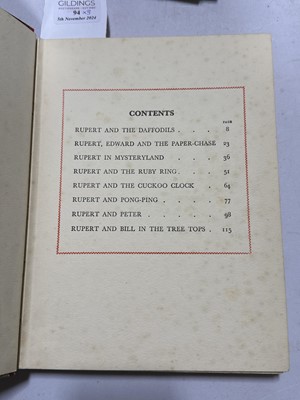 GILDINGS
94
5th November 2024
CONTENTS
PAGE
RUPERT AND THE DAFFODILS . . . 8
RUPERT, EDWARD AND THE PAPER-CHASE 23
RUPERT IN MYSTERYLAND . . . 36
RUPERT AND THE RUBY RING . . . 51
RUPERT AND THE CUCKOO CLOCK . . 64
RUPERT AND PONG-PING . . . 77
RUPERT AND PETER . . . . 98
RUPERT AND BILL IN THE TREE TOPS . 115